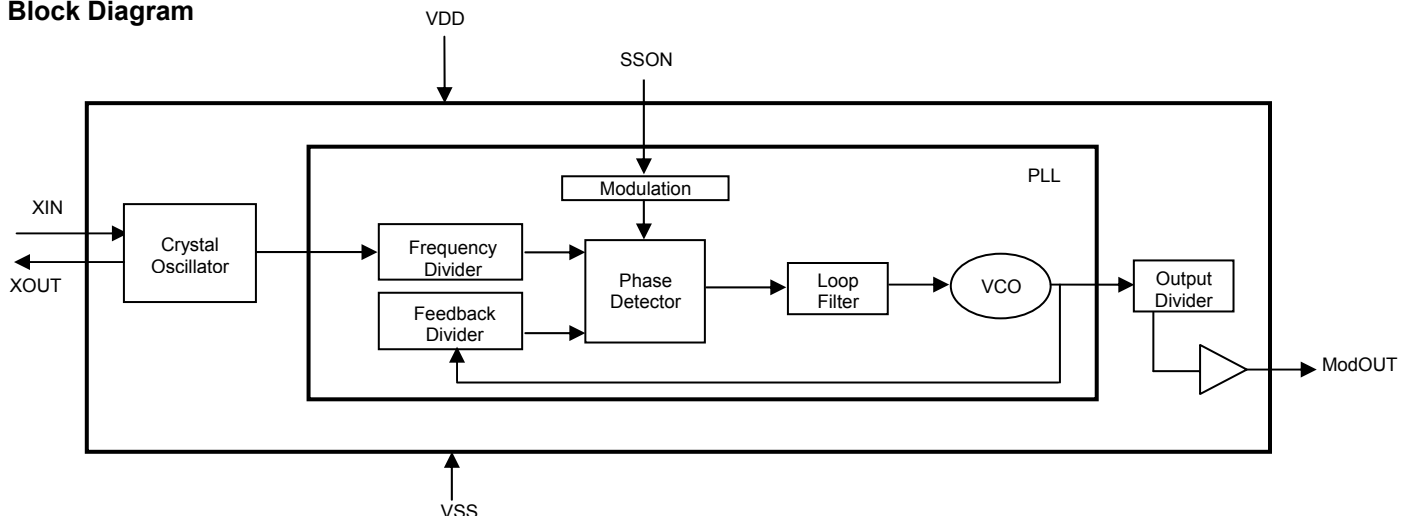 Block Diagram
VDD
SSON
PLL
Modulation
XIN
XOUT
Crystal
Oscillator
Frequency
Divider
Feedback
Divider
Phase
Detector
Loop
Filter
VCO
Output
Divider
ModOUT
VSS